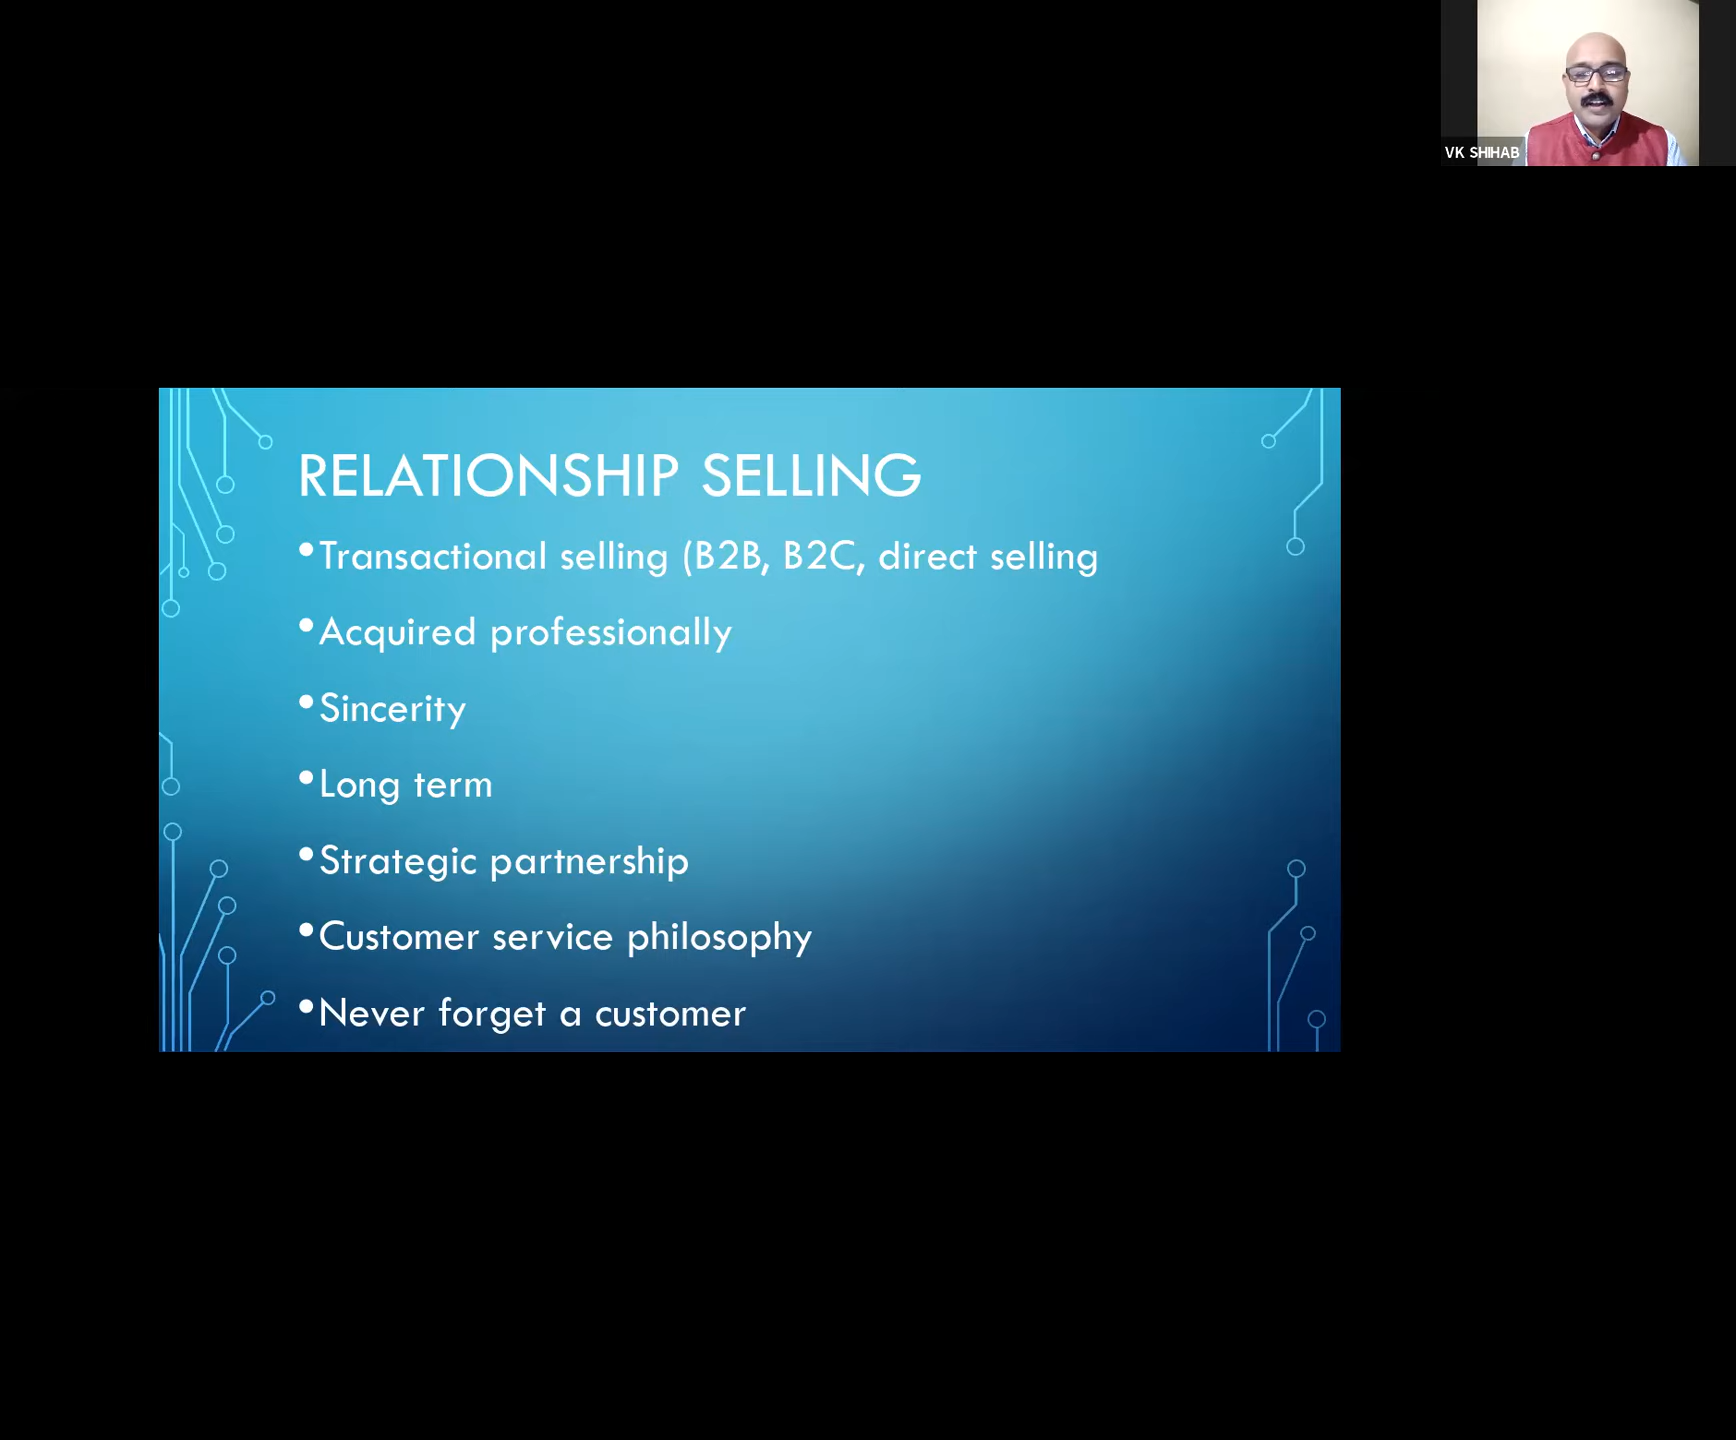 VK SHIHAB
RELATIONSHIP SELLING
•Transactional selling (B2B, B2C, direct selling
•Acquired professionally
•Sincerity
•Long term
•Strategic partnership
•Customer service philosophy
•Never forget a customer